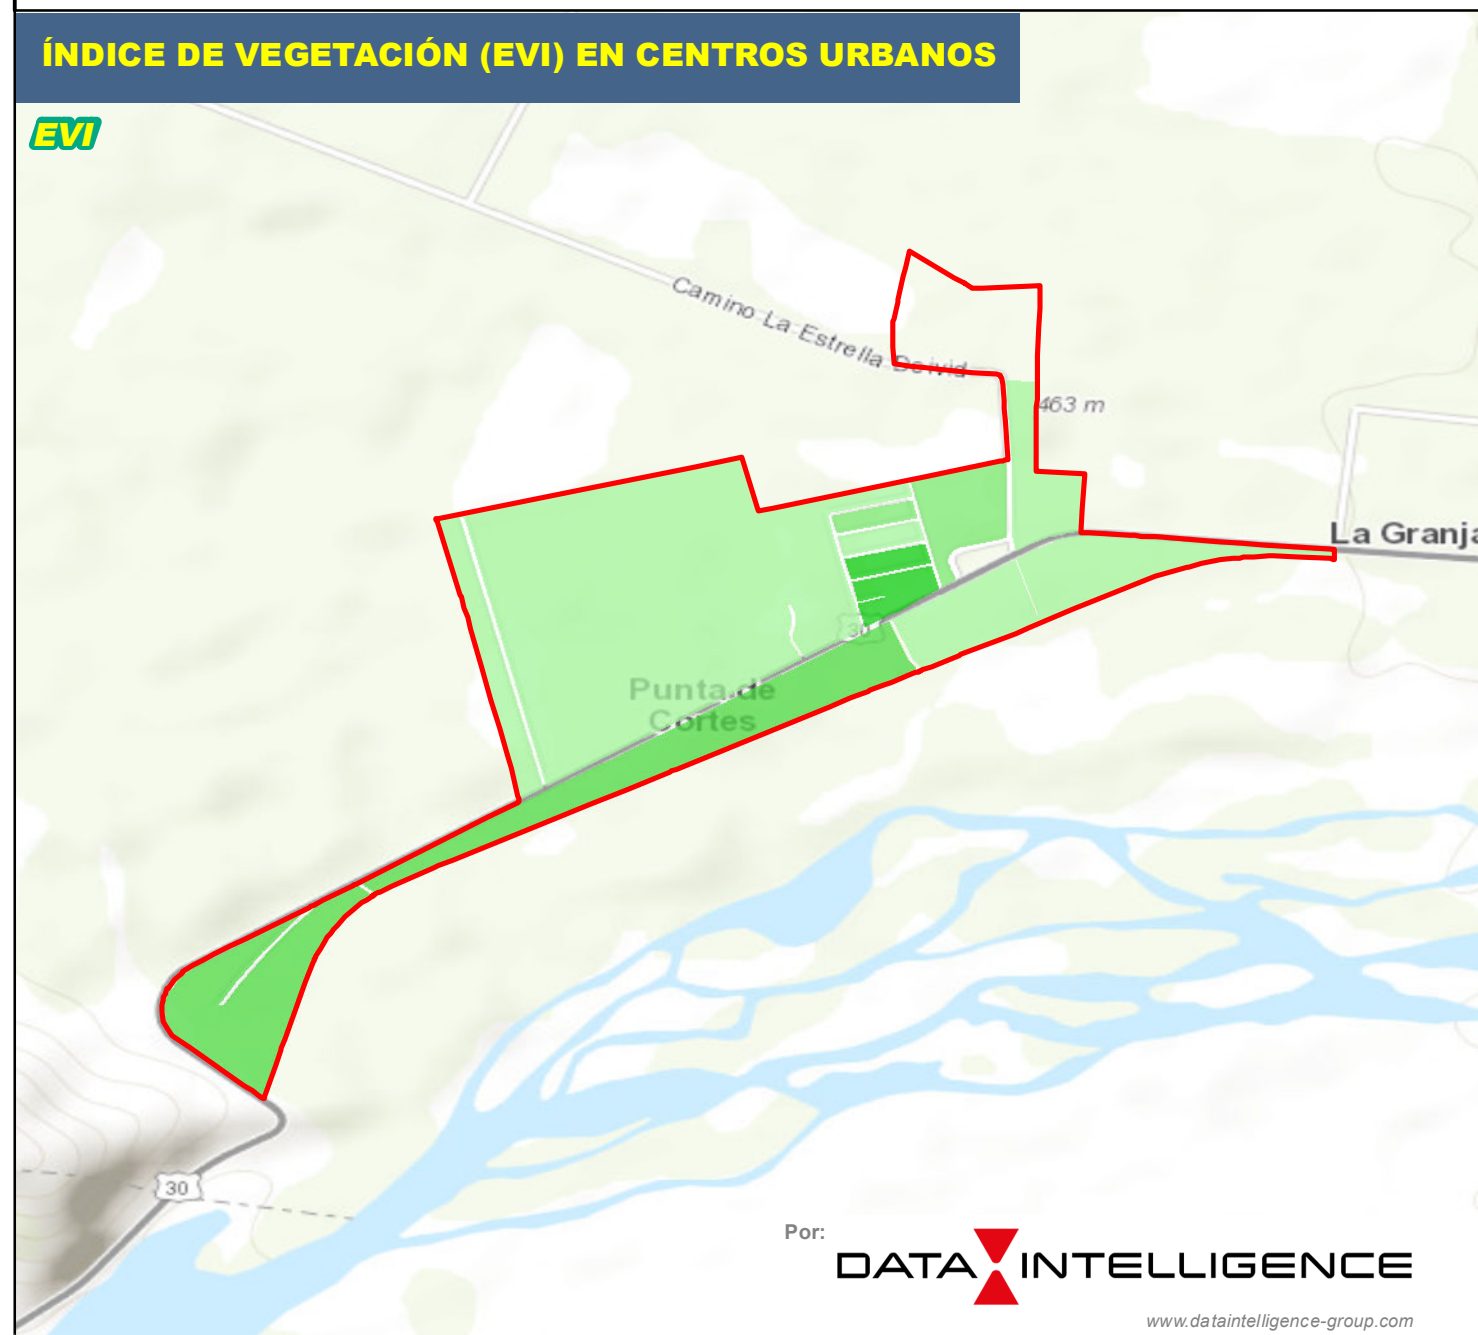 ÍNDICE DE VEGETACIÓN (EVI) EN CENTROS URBANOS
EVI
Camino La Estrella Deivid
463 m
La Granja
30
Punta de
Cortes
30
Por:
DATA INTELLIGENCE
www.dataintelligence-group.com